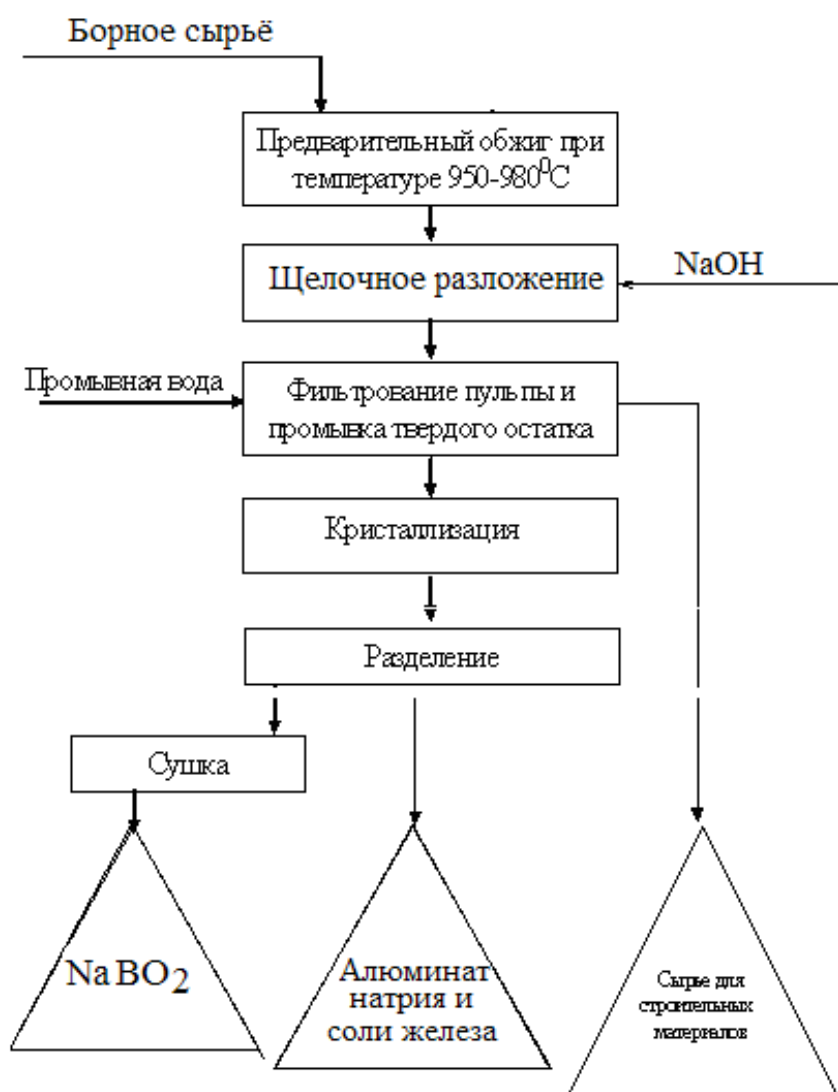 Борное сырьё
Предварительный обжиг при
температуре 950-980⁰С
Щелочное разложение
NaOH
Промывная вода
Фильтрование пульпы и
промывка твердого остатка
Кристаллизация
Разделение
Сушка
NaBO₂
Алюминат
натрия и
соли железа
Сырье для
строительных
материалов